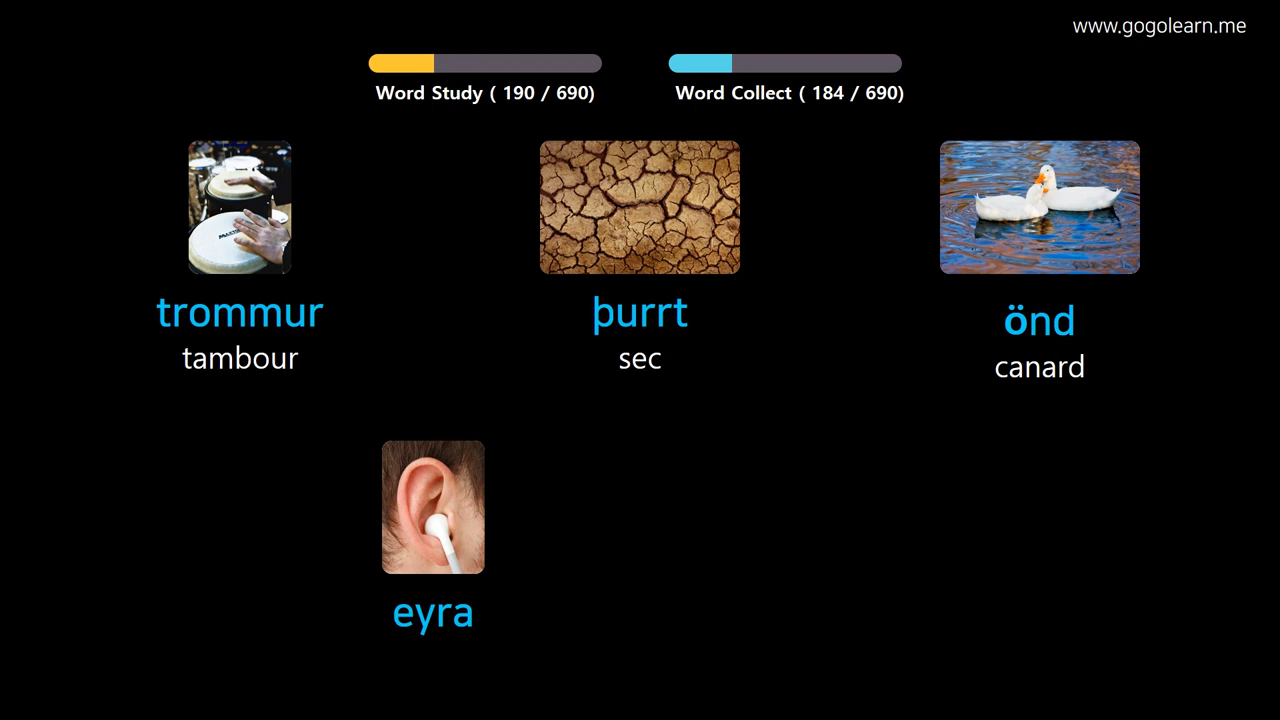 www.gogolearn.me
Word Study ( 190 / 690)
Word Collect ( 184 / 690)
trommur
tambour
þurrt
sec
önd
canard
eyra